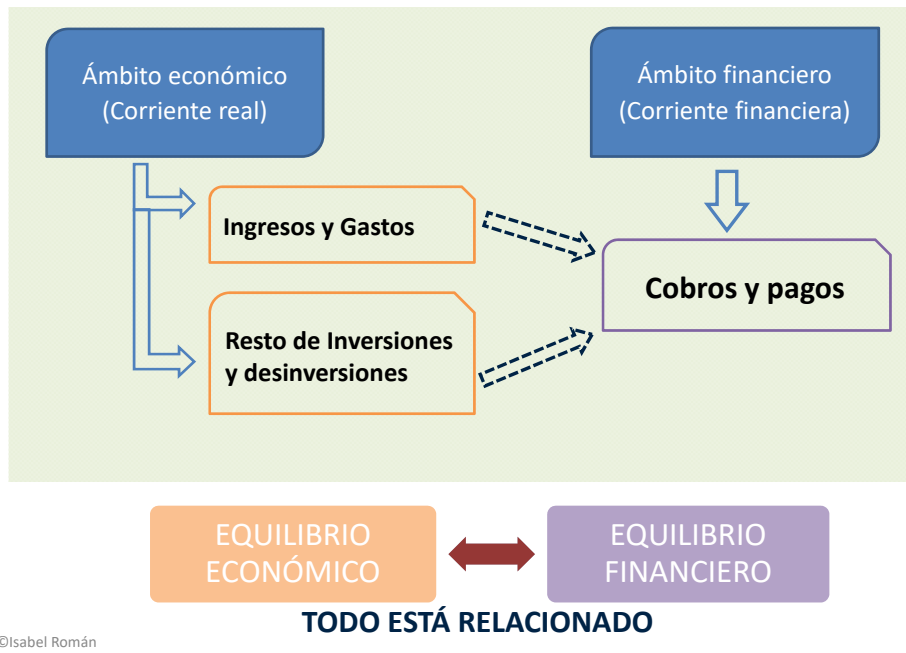 Ámbito económico
(Corriente real)
Ámbito financiero
(Corriente financiera)
Ingresos y Gastos
Cobros y pagos
Resto de Inversiones
y desinversiones
EQUILIBRIO
ECONÓMICO
EQUILIBRIO
FINANCIERO
TODO ESTÁ RELACIONADO
©Isabel Román